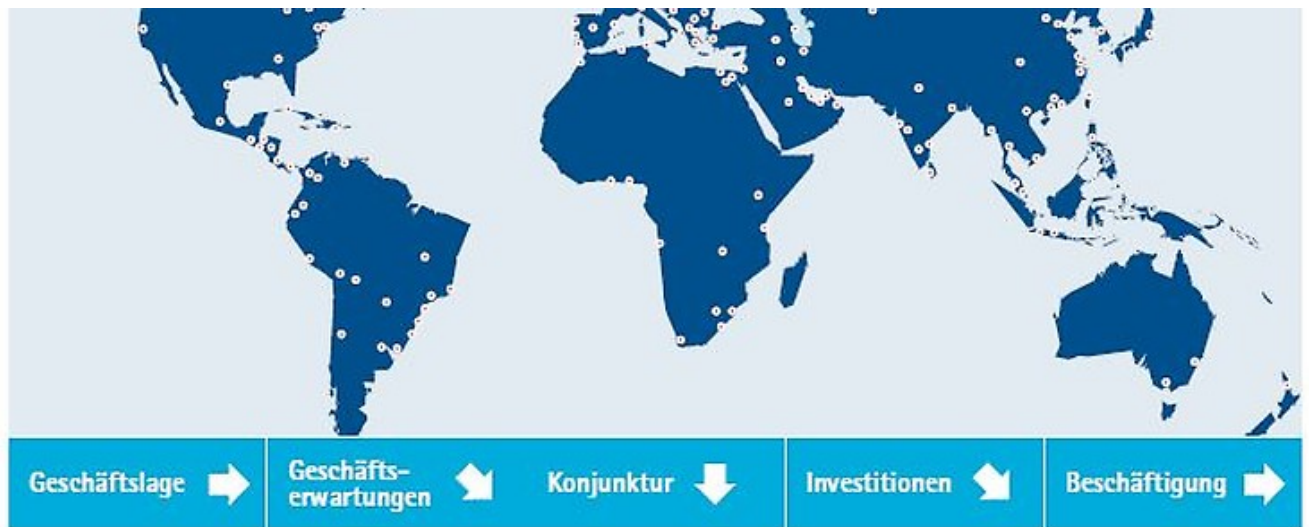 Geschäftslage
Geschäfts-
erwartungen
Konjunktur
Investitionen
Beschäftigung